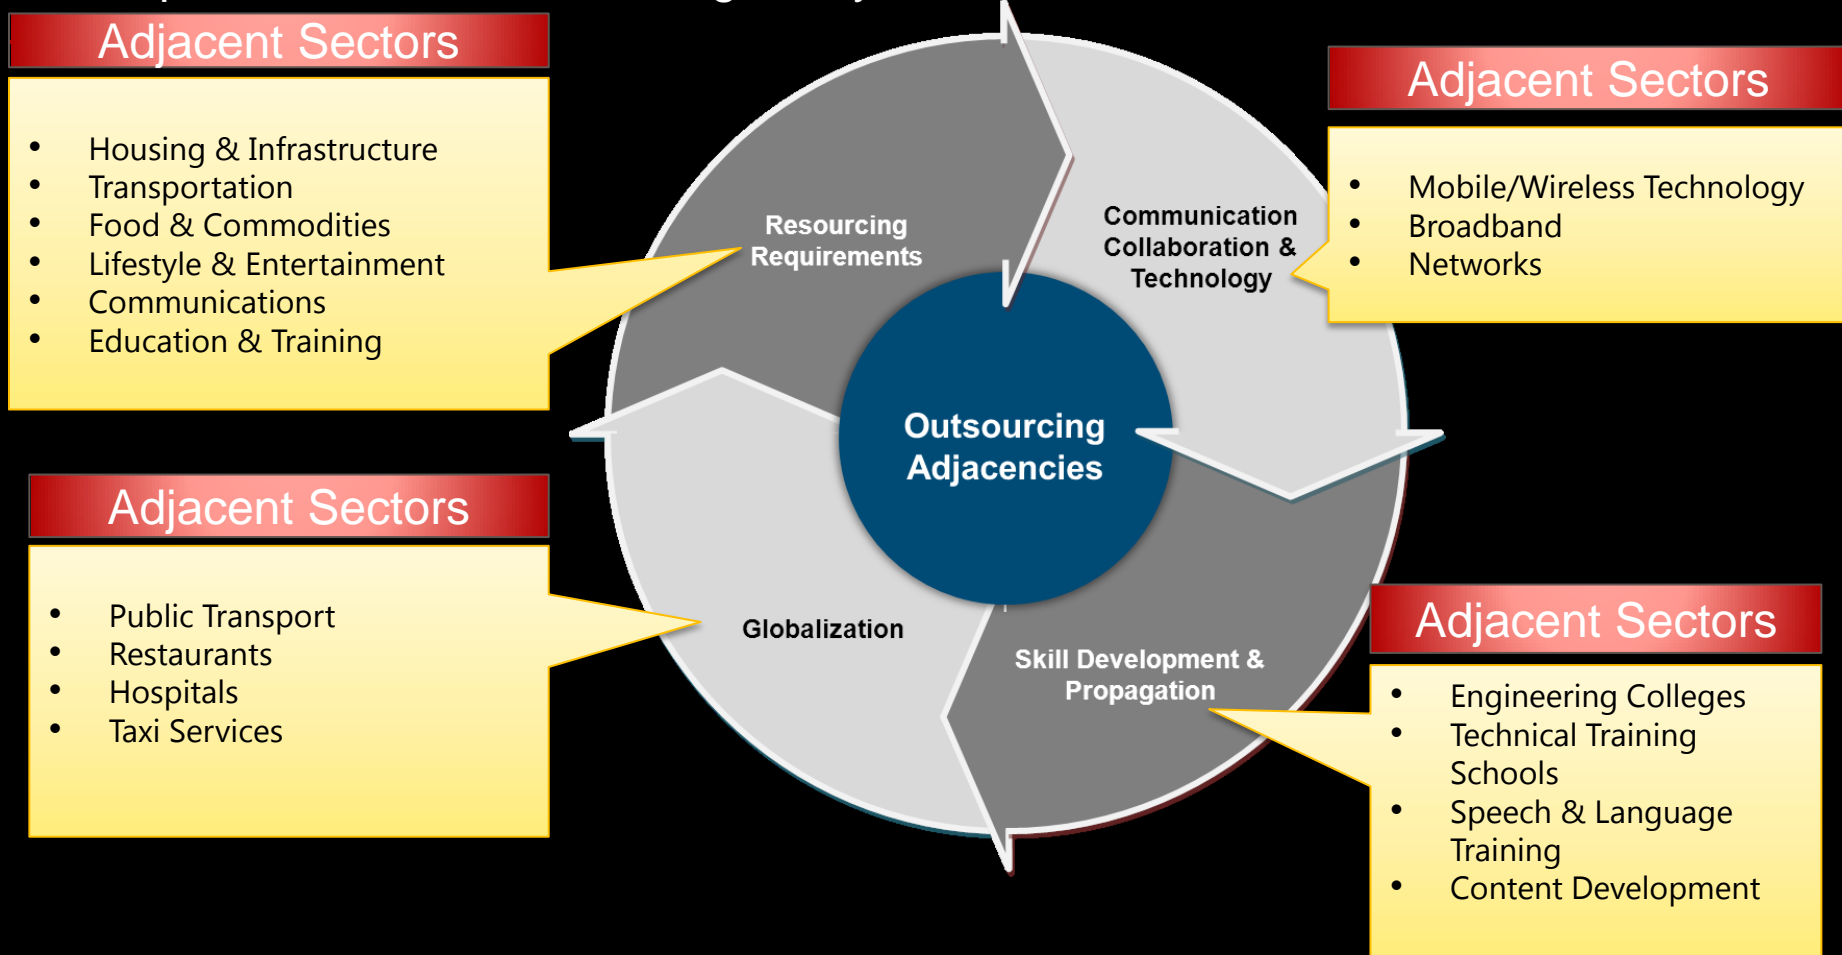 Adjacent Sectors
• Housing & Infrastructure
• Transportation
• Food & Commodities
• Lifestyle & Entertainment
• Communications
• Education & Training
Resourcing
Requirements
Communication
Collaboration &
Technology
Adjacent Sectors
• Mobile/Wireless Technology
• Broadband
• Networks
Outsourcing
Adjacencies
Adjacent Sectors
• Public Transport
• Restaurants
• Hospitals
• Taxi Services
Globalization
Skill Development &
Propagation
Adjacent Sectors
• Engineering Colleges
• Technical Training
Schools
• Speech & Language
Training
• Content Development